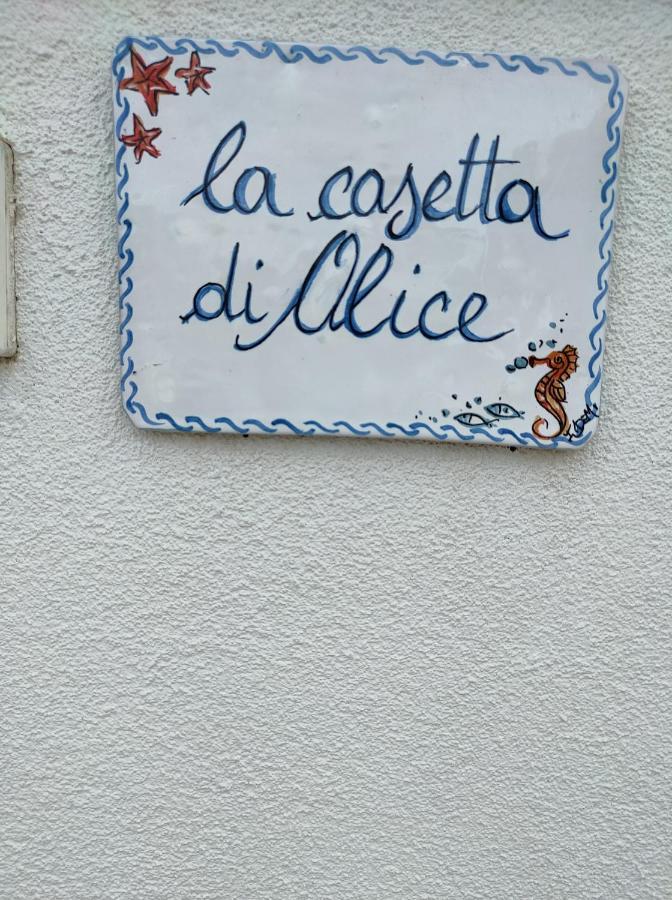 la casetta
di Alice